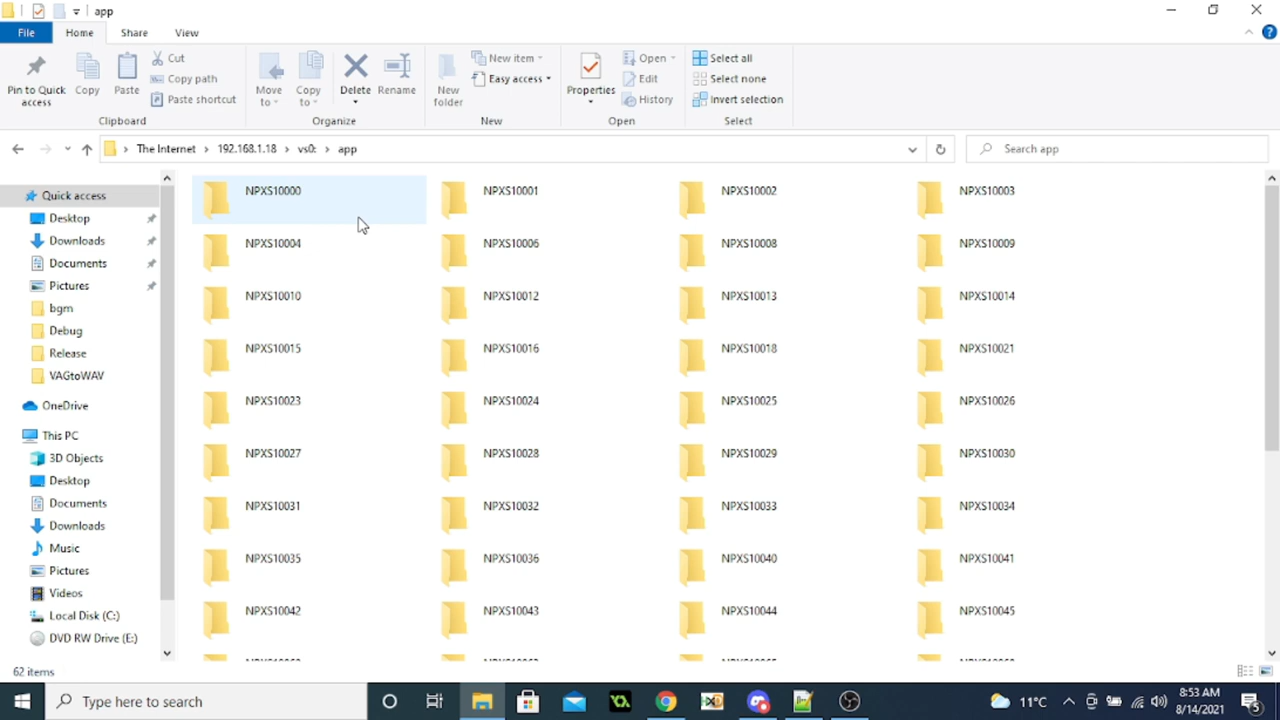 app
File Home Share View
Pin to Quick access
Copy
Paste
Cut
Copy path
Paste shortcut
Clipboard
Move to
Copy to
Delete
Rename
Organize
New folder
New item
Easy access
New
Properties
Open
Edit
History
Open
Select all
Select none
Invert selection
Select
The Internet > 192.168.1.18 > vs0: > app
Search app
Quick access
Desktop
Downloads
Documents
Pictures
bgm
Debug
Release
VAGtoWAV
OneDrive
This PC
3D Objects
Desktop
Documents
Downloads
Music
Pictures
Videos
Local Disk (C:)
DVD RW Drive (E:)
NPXS10000 NPXS10001 NPXS10002 NPXS10003
NPXS10004 NPXS10006 NPXS10008 NPXS10009
NPXS10010 NPXS10012 NPXS10013 NPXS10014
NPXS10015 NPXS10016 NPXS10018 NPXS10021
NPXS10023 NPXS10024 NPXS10025 NPXS10026
NPXS10027 NPXS10028 NPXS10029 NPXS10030
NPXS10031 NPXS10032 NPXS10033 NPXS10034
NPXS10035 NPXS10036 NPXS10040 NPXS10041
NPXS10042 NPXS10043 NPXS10044 NPXS10045
62 items
Type here to search
11°C
8:53 AM
8/14/2021
5